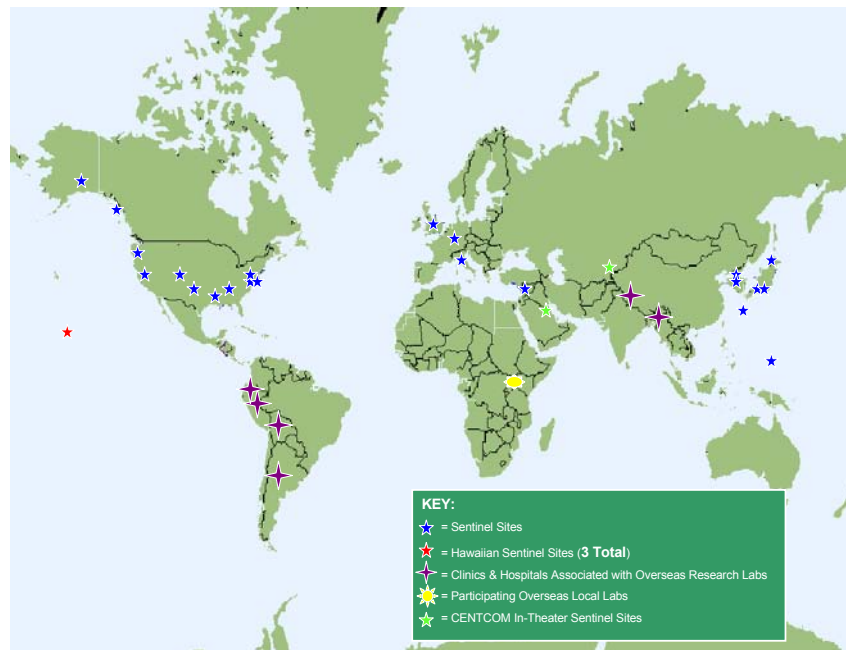 KEY:
= Sentinel Sites
= Hawaiian Sentinel Sites (3 Total)
= Clinics & Hospitals Associated with Overseas Research Labs
= Participating Overseas Local Labs
= CENTCOM In-Theater Sentinel Sites